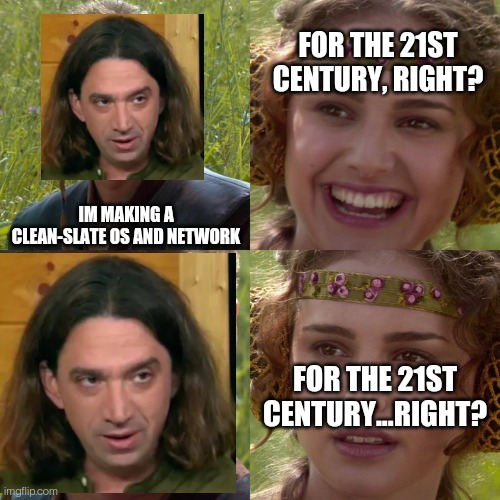 FOR THE 21ST
CENTURY, RIGHT?
IM MAKING A
CLEAN-SLATE OS AND NETWORK
FOR THE 21ST
CENTURY...RIGHT?
imgflip.com